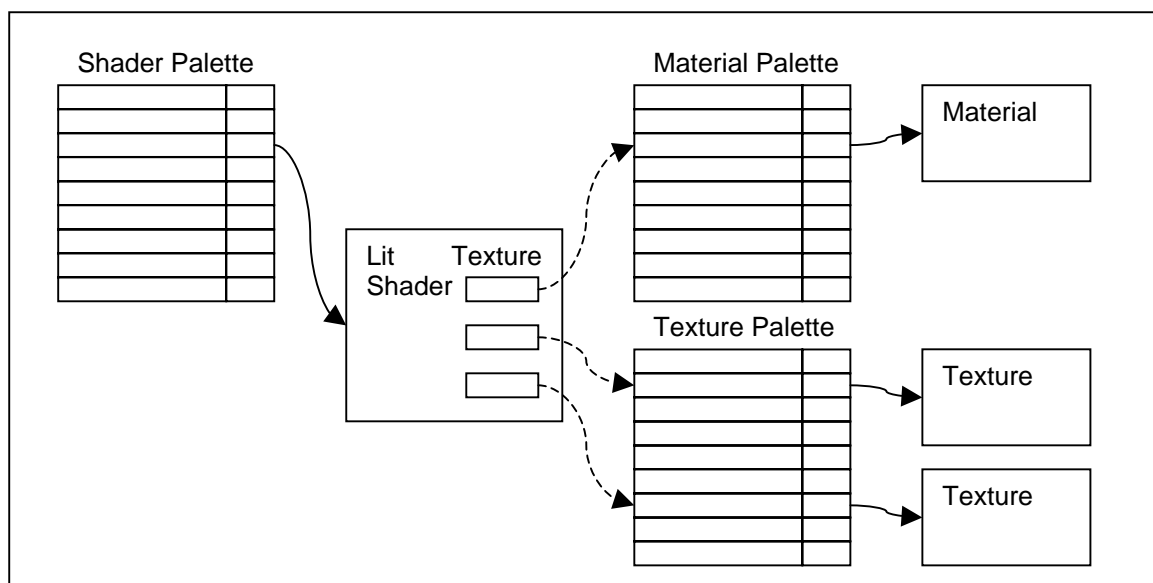 Shader Palette
Material Palette
Material
Lit Texture
Shader
Texture Palette
Texture
Texture